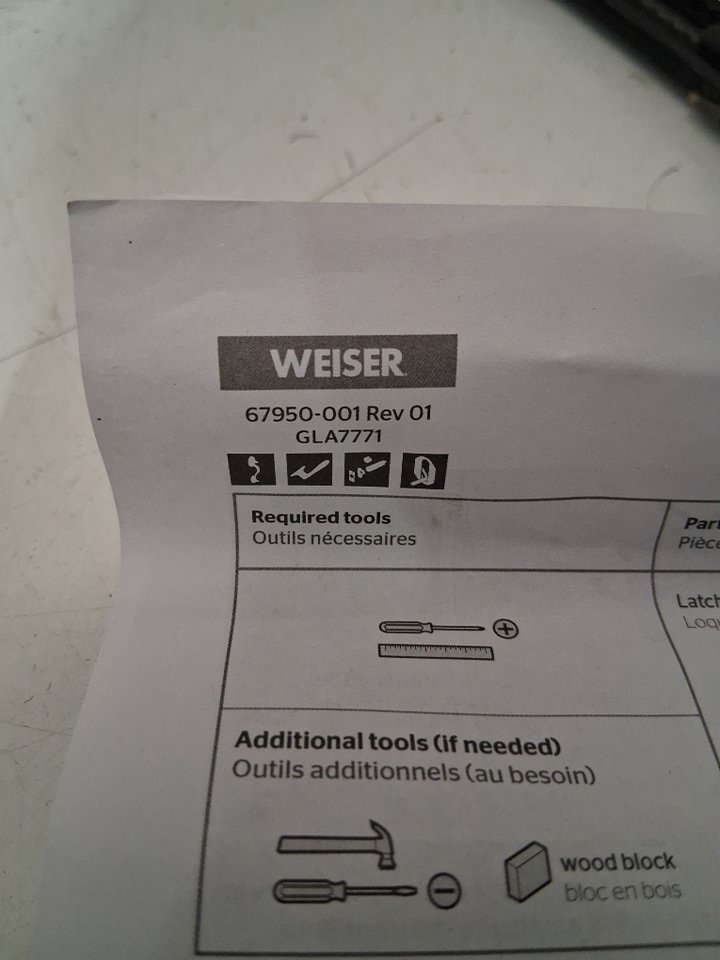 WEISER
67950-001 Rev 01
GLA7771
Required tools
Outils nécessaires
Additional tools (if needed)
Outils additionnels (au besoin)
wood block
bloc en bois